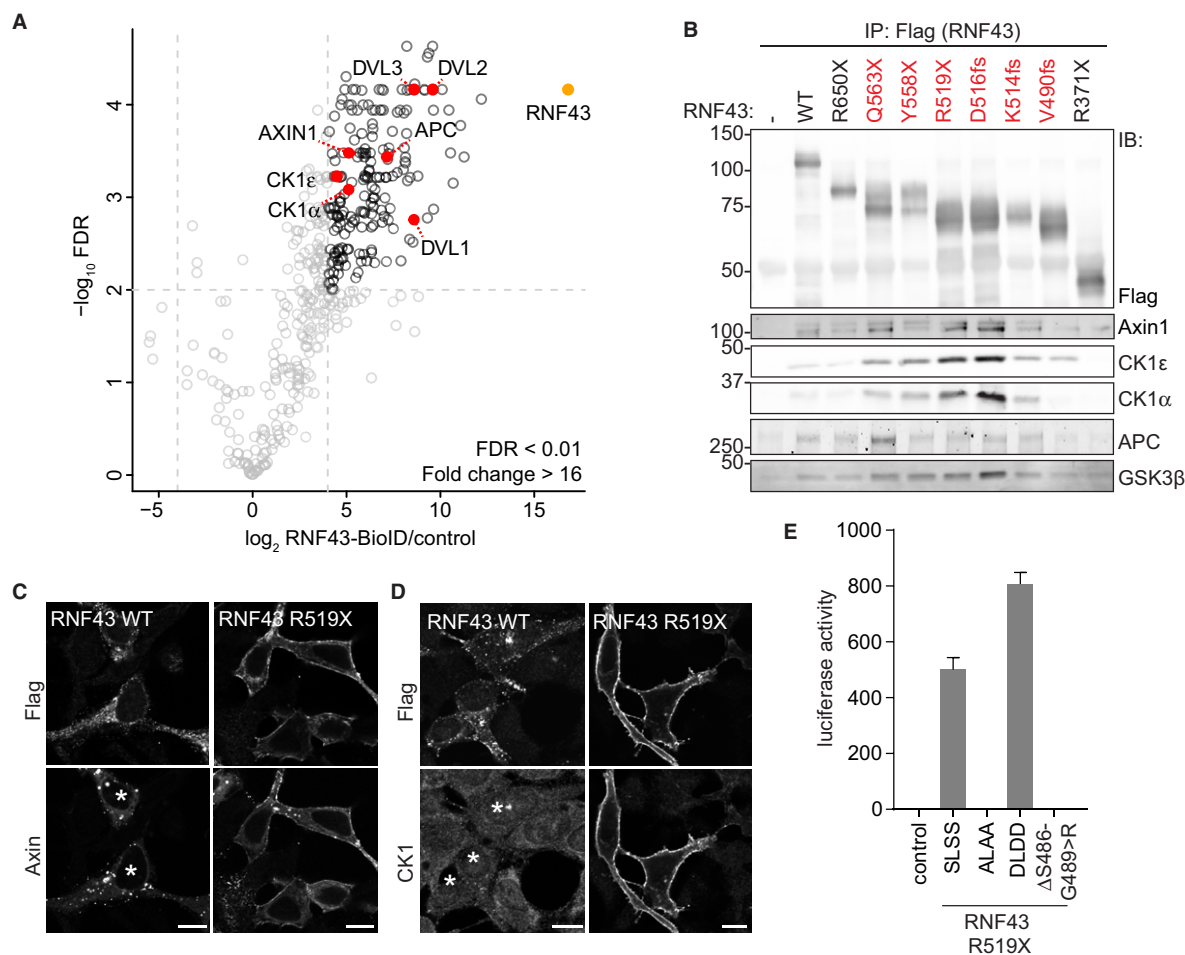 A
−log10 FDR
4
3
2
1
0
DVL3
DVL2
RNF43
AXIN1
APC
CK1ε
CK1α
DVL1
FDR < 0.01
Fold change > 16
−5
0
5
10
15
log2 RNF43-BioID/control
B
IP: Flag (RNF43)
RNF43:
-
WT
R650X
Q563X
Y558X
R519X
D516fs
K514fs
V490fs
R371X
IB:
150
100
75
50
Flag
100
Axin1
50
CK1ε
37
CK1α
250
APC
50
GSK3β
C
RNF43 WT
RNF43 R519X
Flag
Axin
*
*
D
RNF43 WT
RNF43 R519X
Flag
CK1
*
*
*
E
luciferase activity
1000
800
600
400
200
0
control
SLSS
ALAA
DLDD
ΔS486-
G489>R
RNF43
R519X